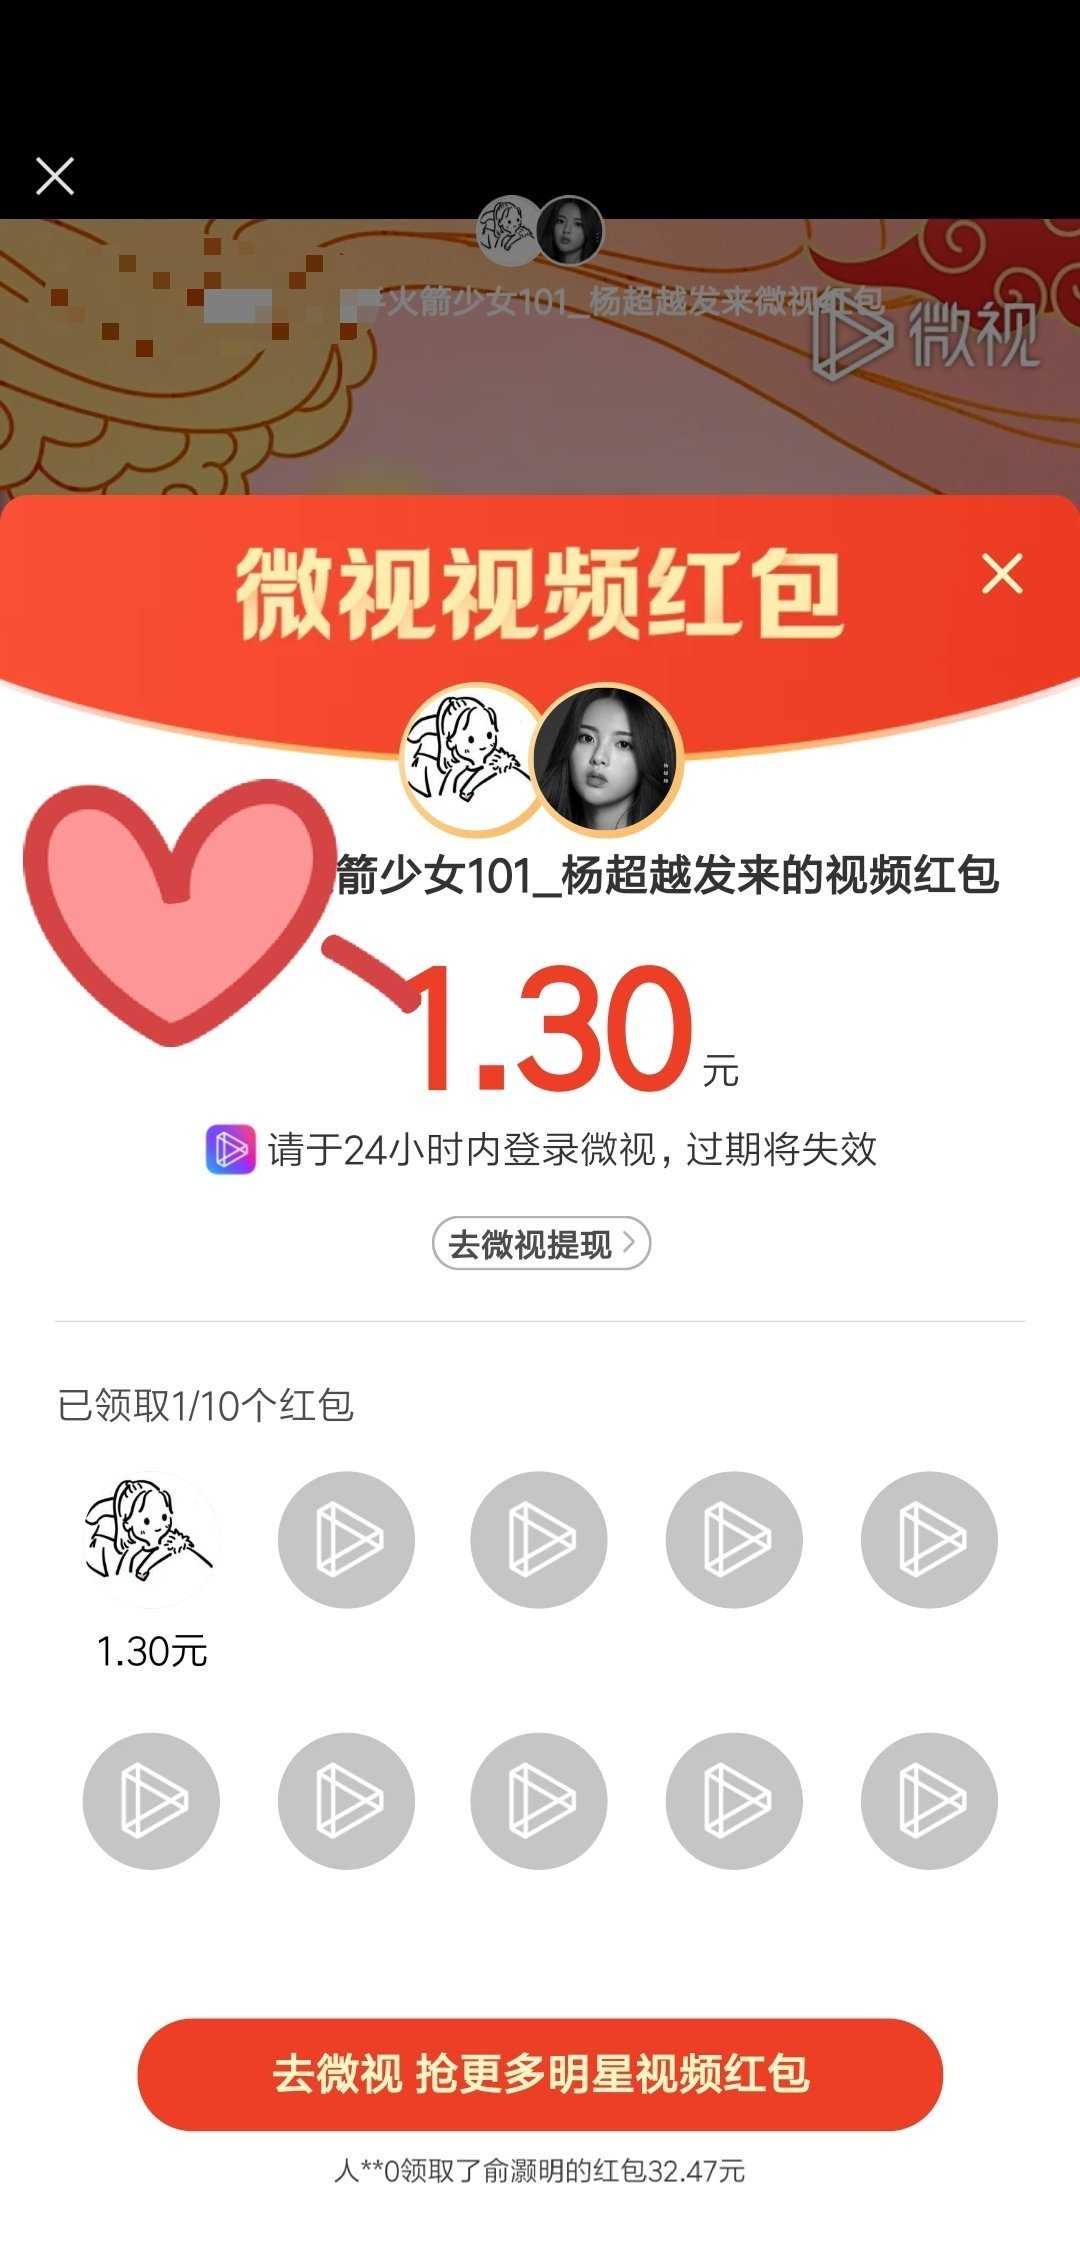 火箭少女101_杨超越发来微视红包
微视
微视视频红包
箭少女101_杨超越发来的视频红包
1.30元
请于24小时内登录微视，过期将失效
去微视提现
已领取1/10个红包
1.30元
去微视 抢更多明星视频红包
人**0领取了俞灏明的红包32.47元